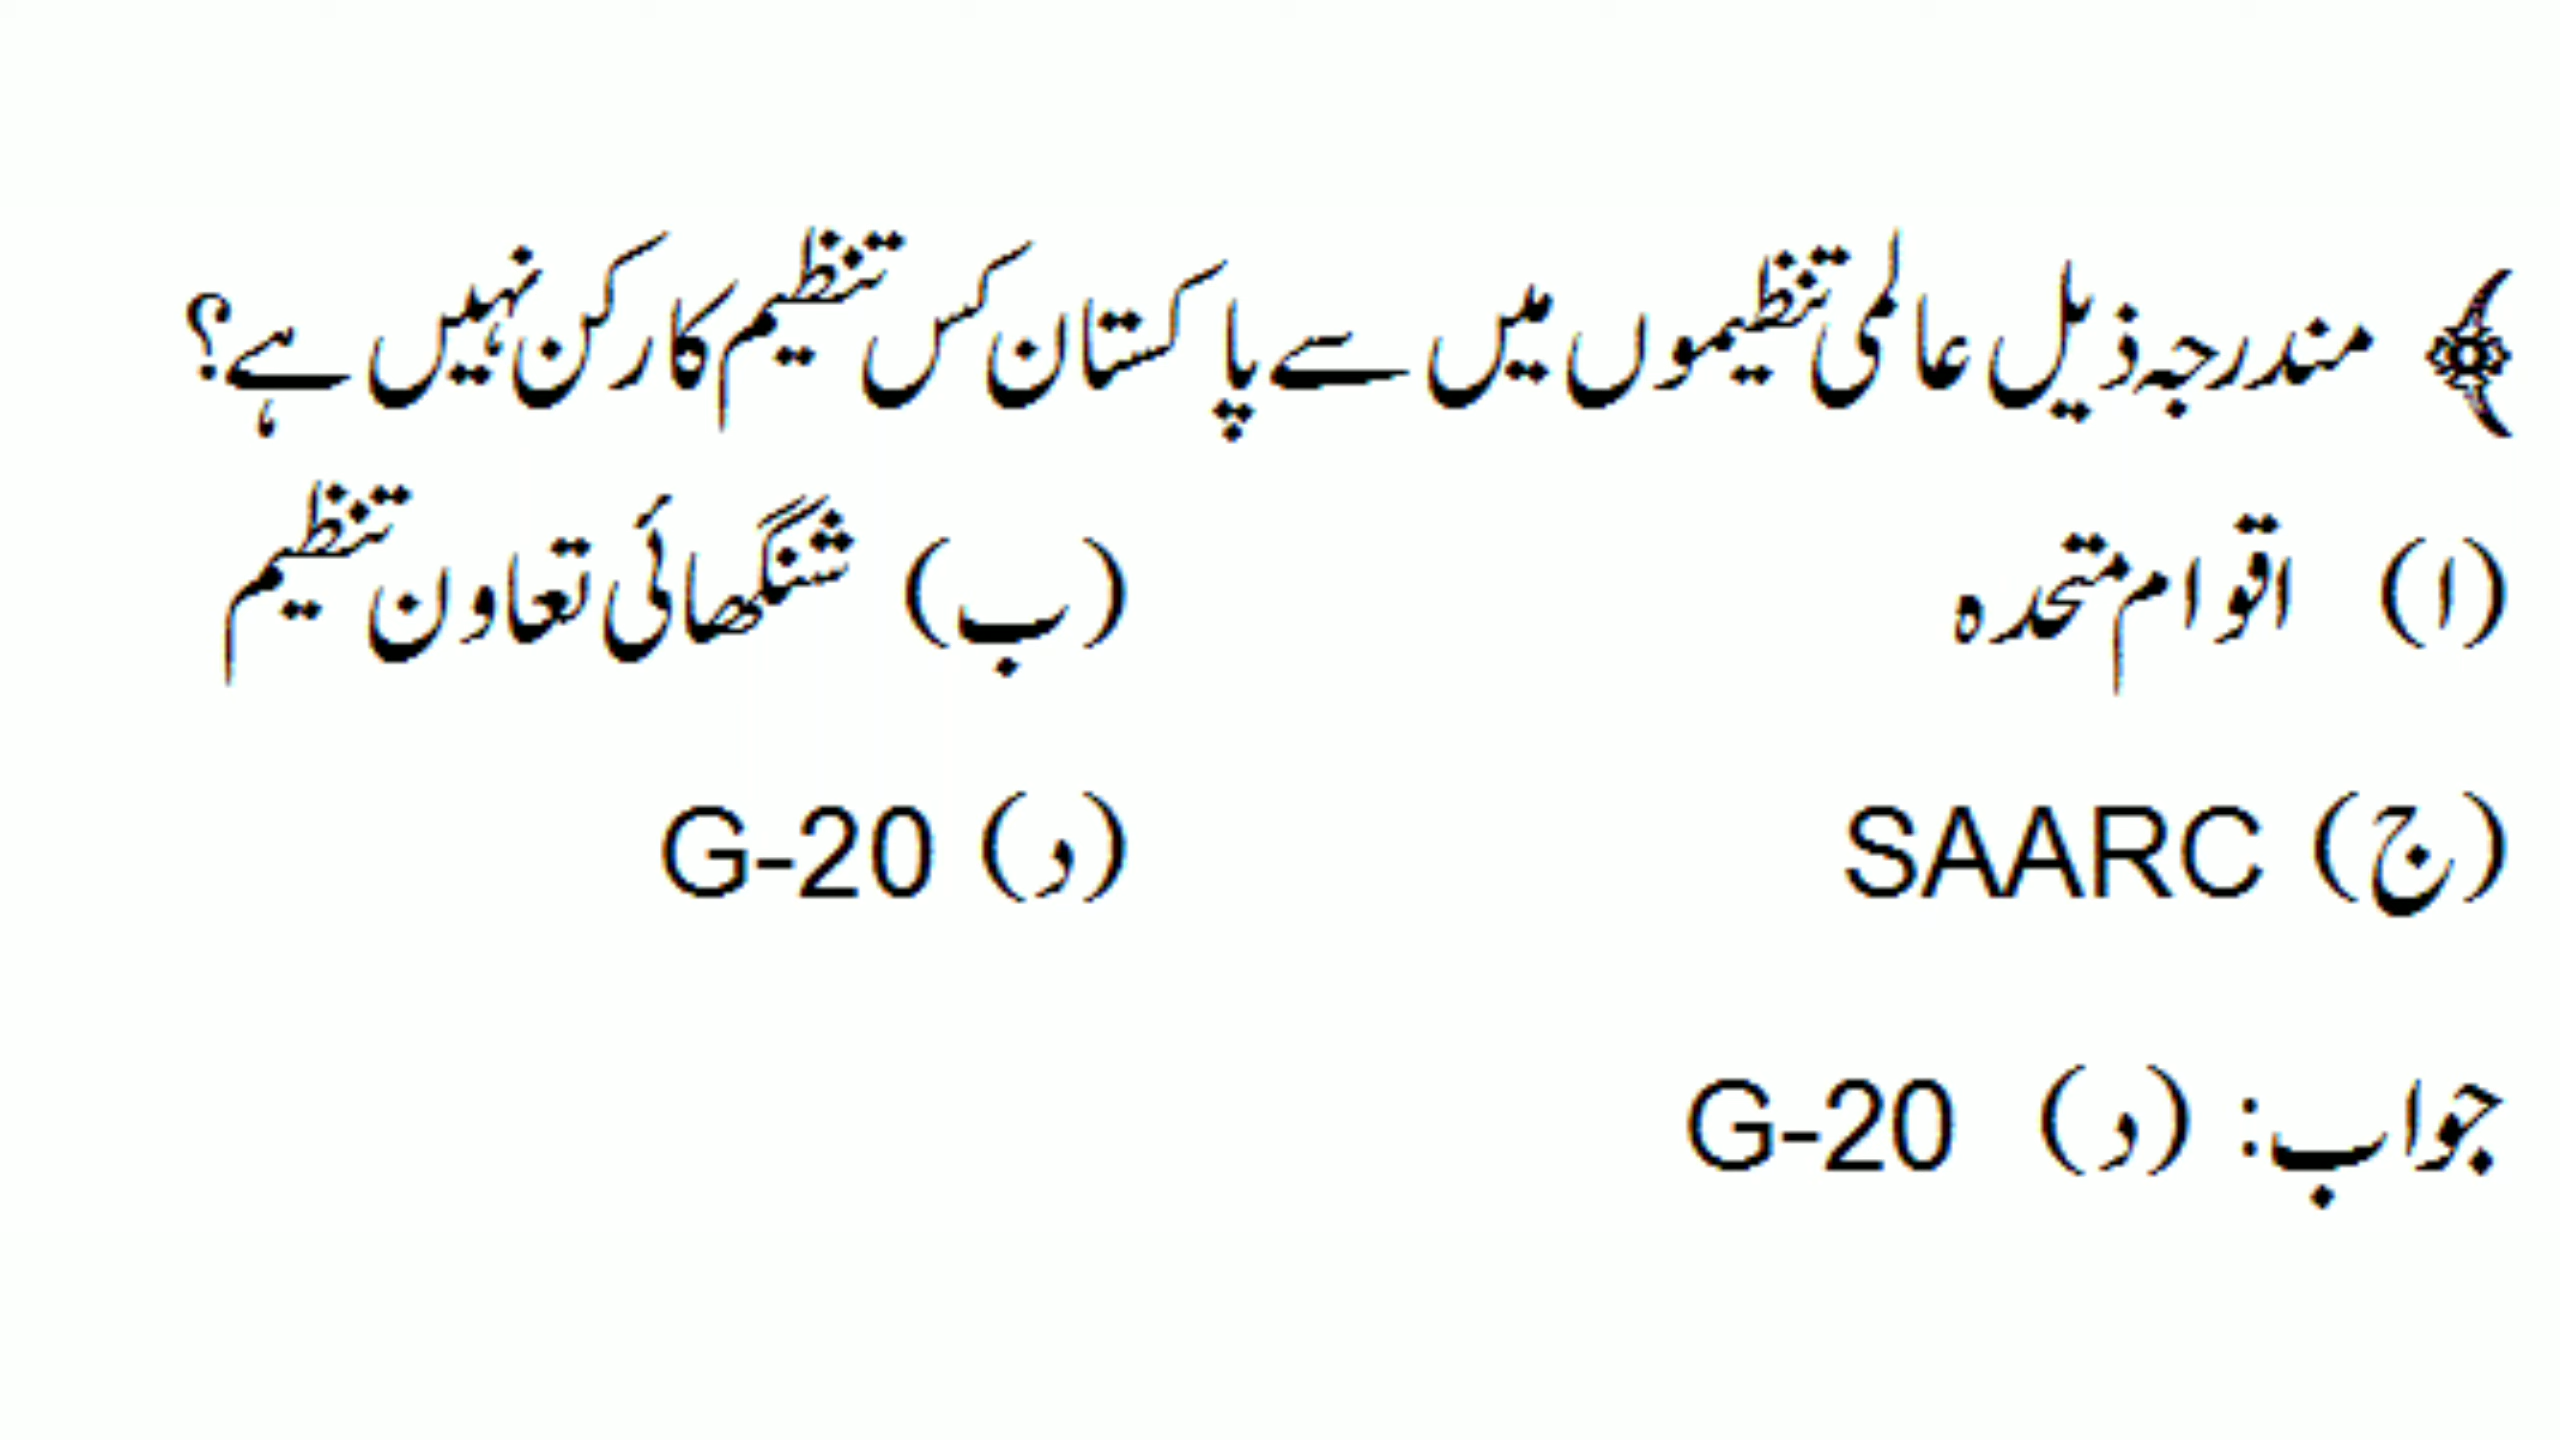 مندرجہ ذیل عالمی تنظیموں میں سے پاکستان کس تنظیم کا رکن نہیں ہے؟
(ا) اقوام متحدہ (ب) شنگھائی تعاون تنظیم
(ج) SAARC (د) G-20
جواب: (د) G-20